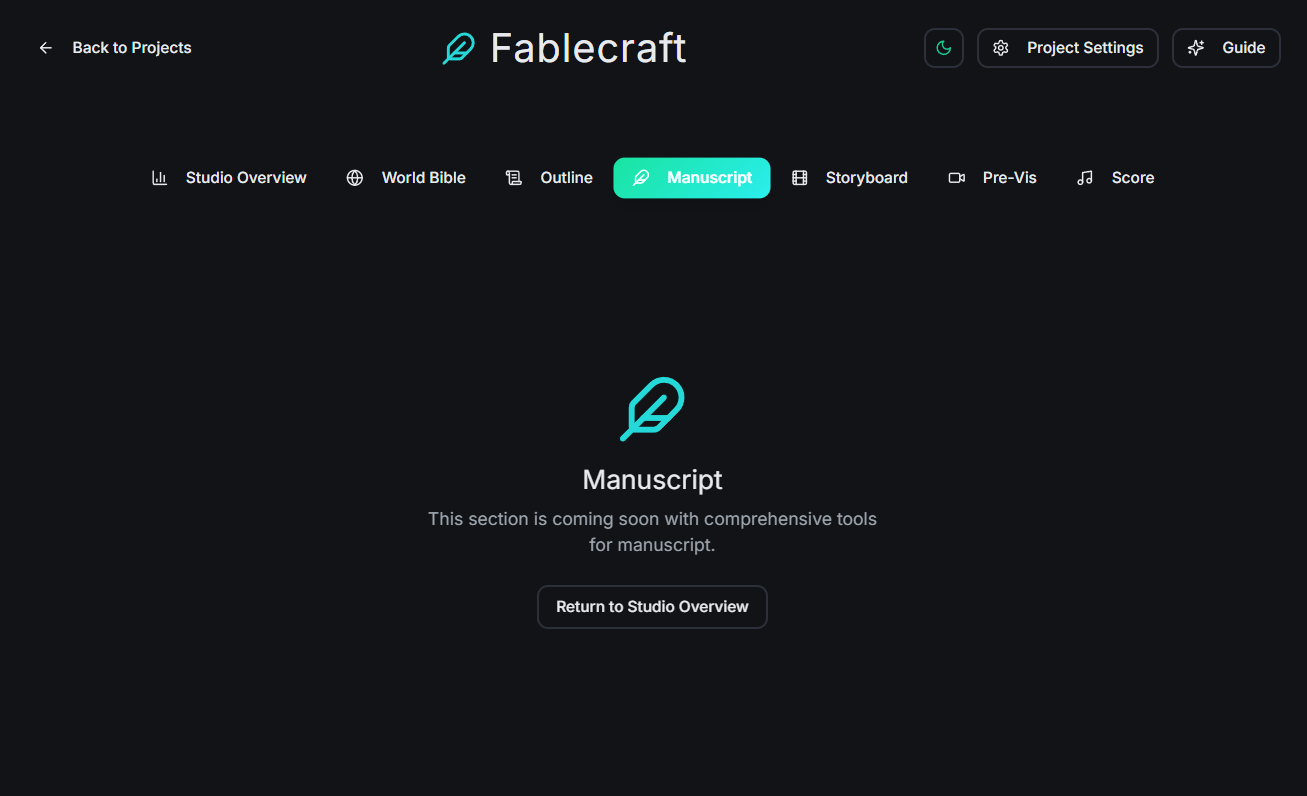 Back to Projects
Fablecraft
Project Settings
Guide
Studio Overview
World Bible
Outline
Manuscript
Storyboard
Pre-Vis
Score
Manuscript
This section is coming soon with comprehensive tools
for manuscript.
Return to Studio Overview